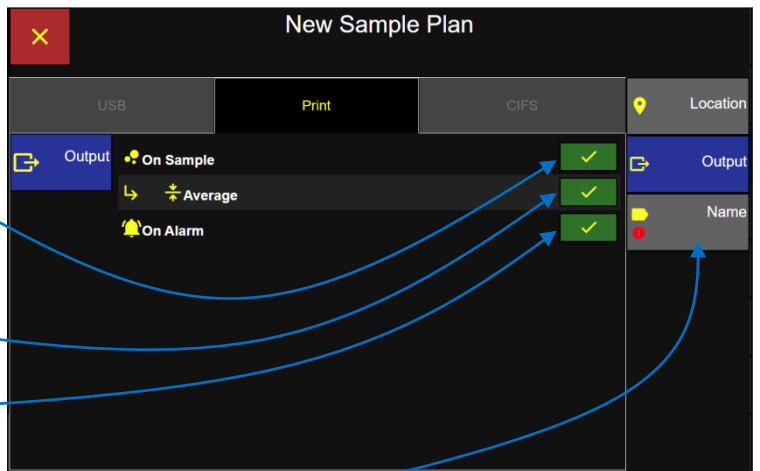 New Sample Plan
USB
Print
CIFS
Location
Output
On Sample
Output
Average
Name
On Alarm